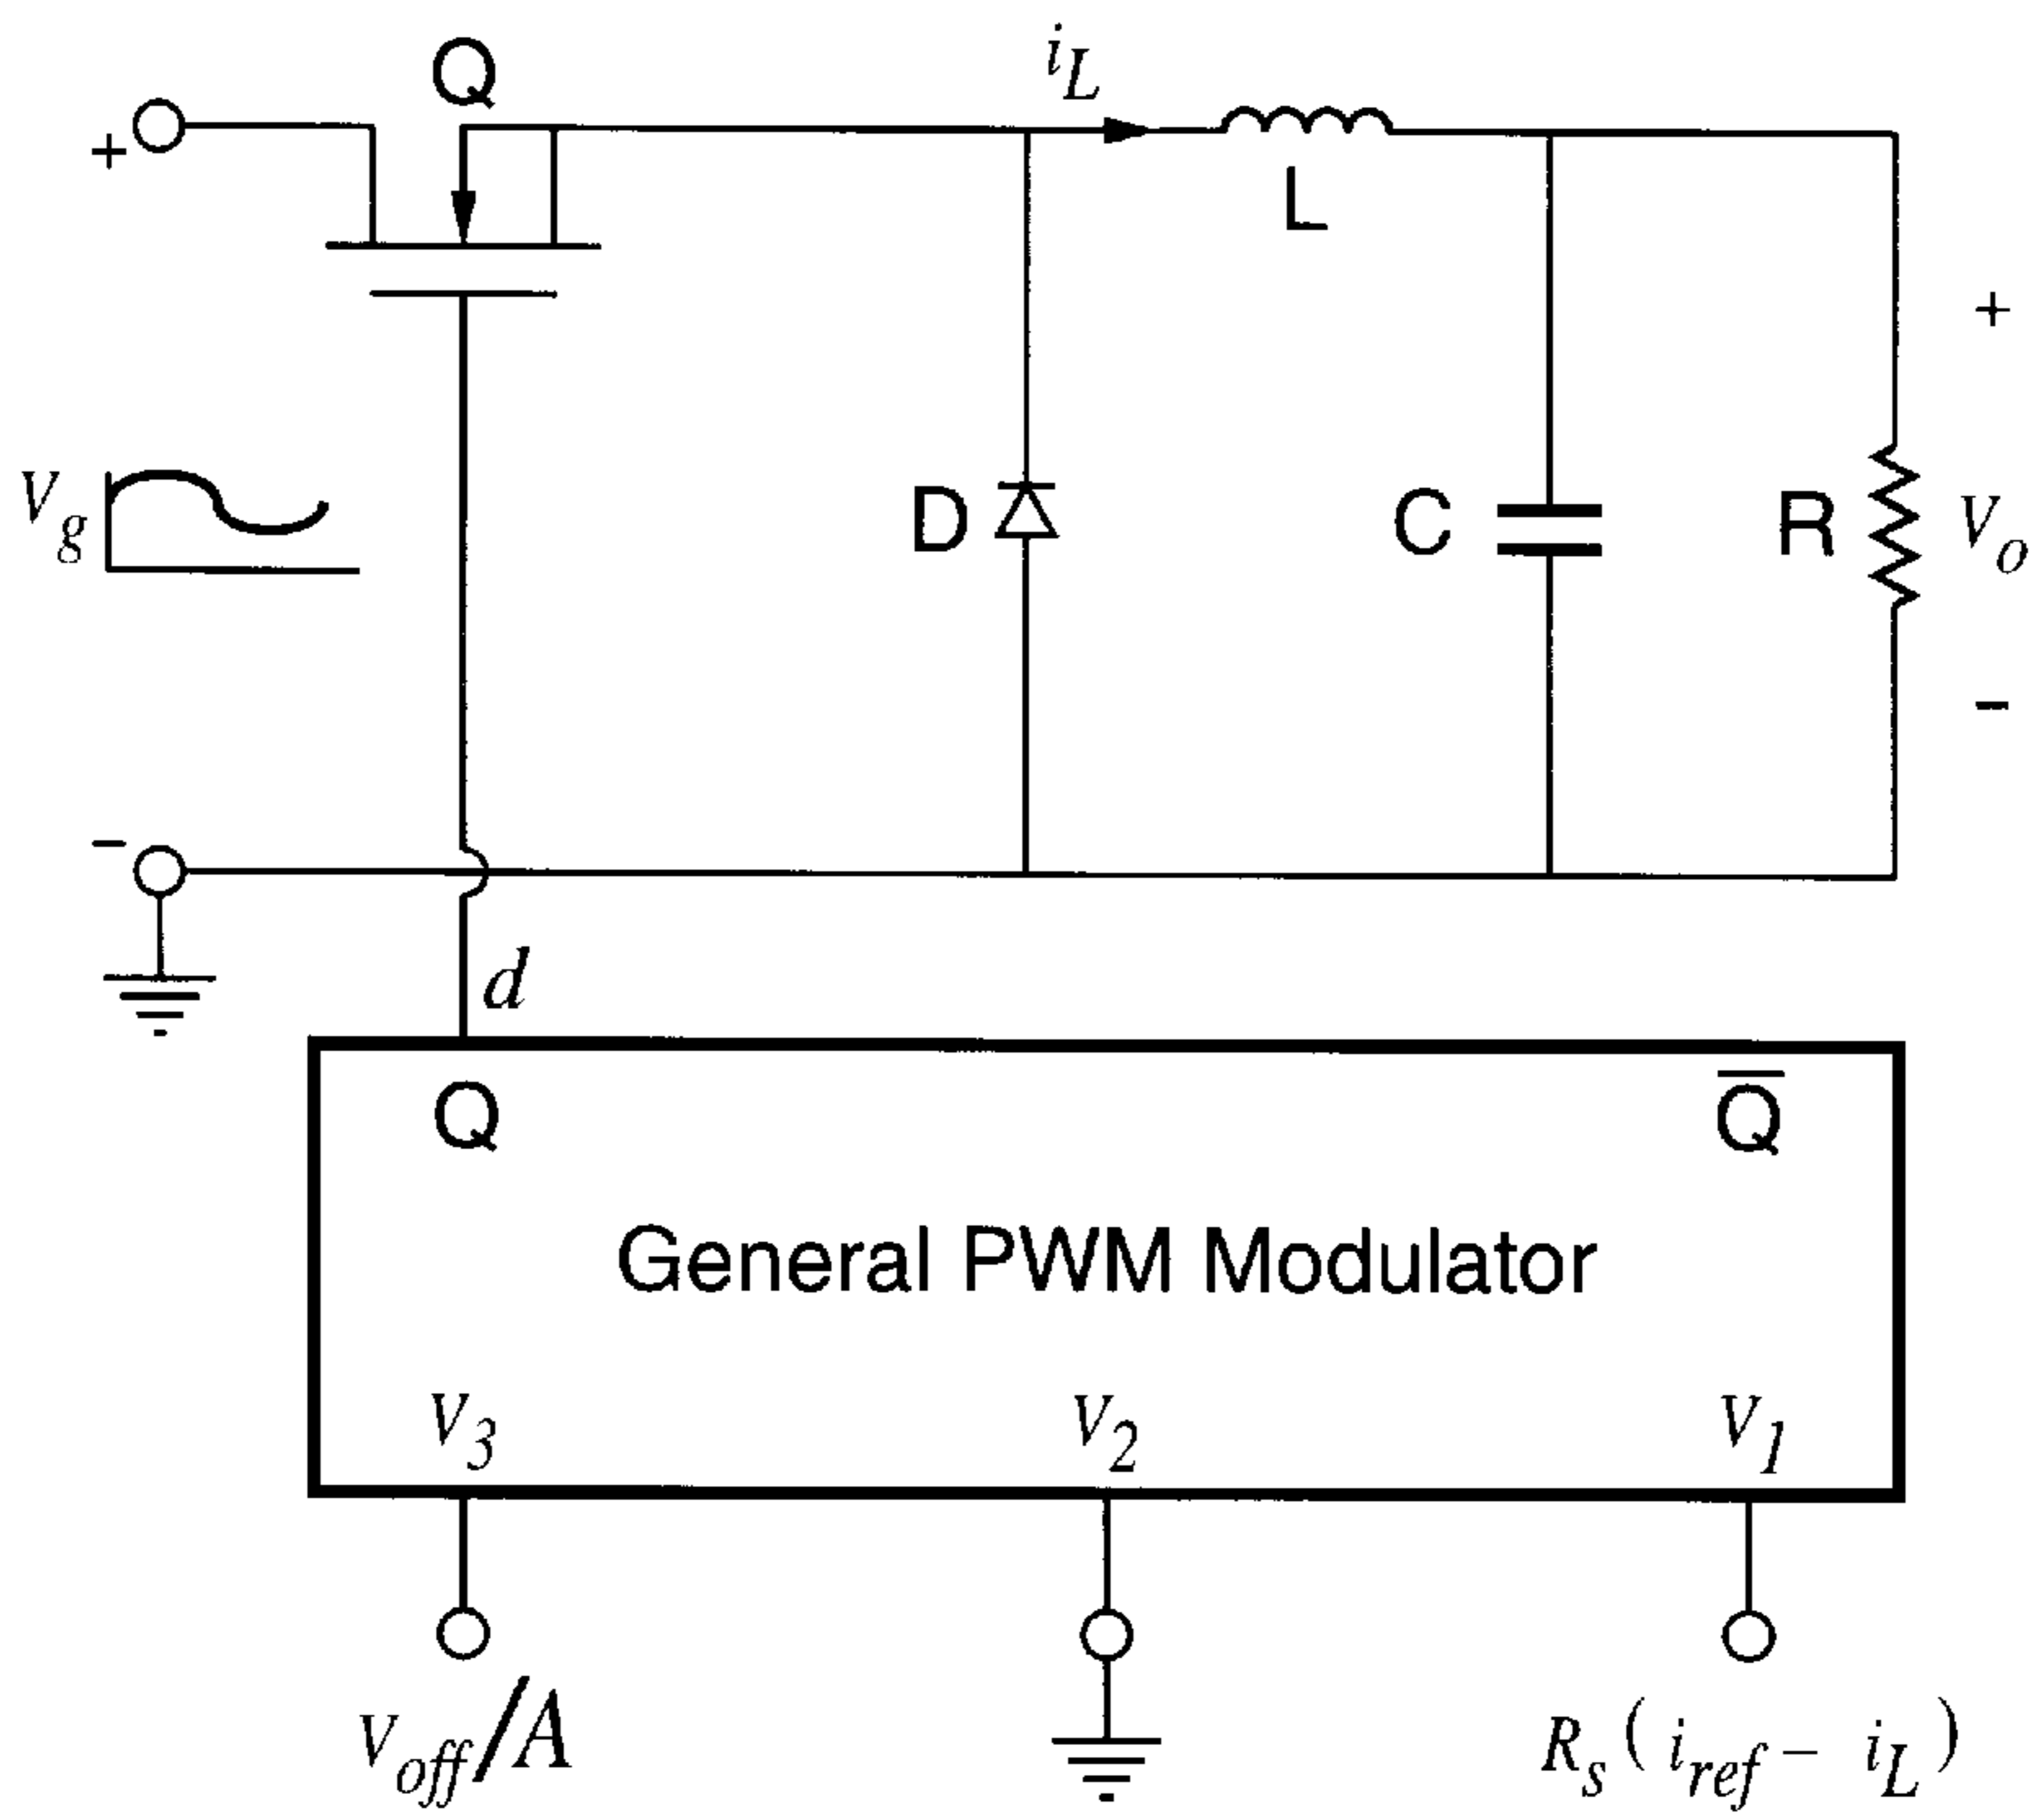 Q
i_L
+
L
+
V_g
D
C
R
V_o
−
−
d
Q
Q̅
General PWM Modulator
V_3
V_2
V_1
V_off/A
R_s(i_ref − i_L)